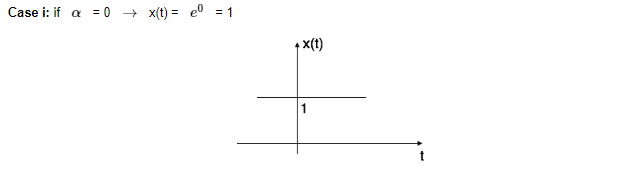 Case i: if α = 0 → x(t) = e⁰ = 1
x(t)
1
t